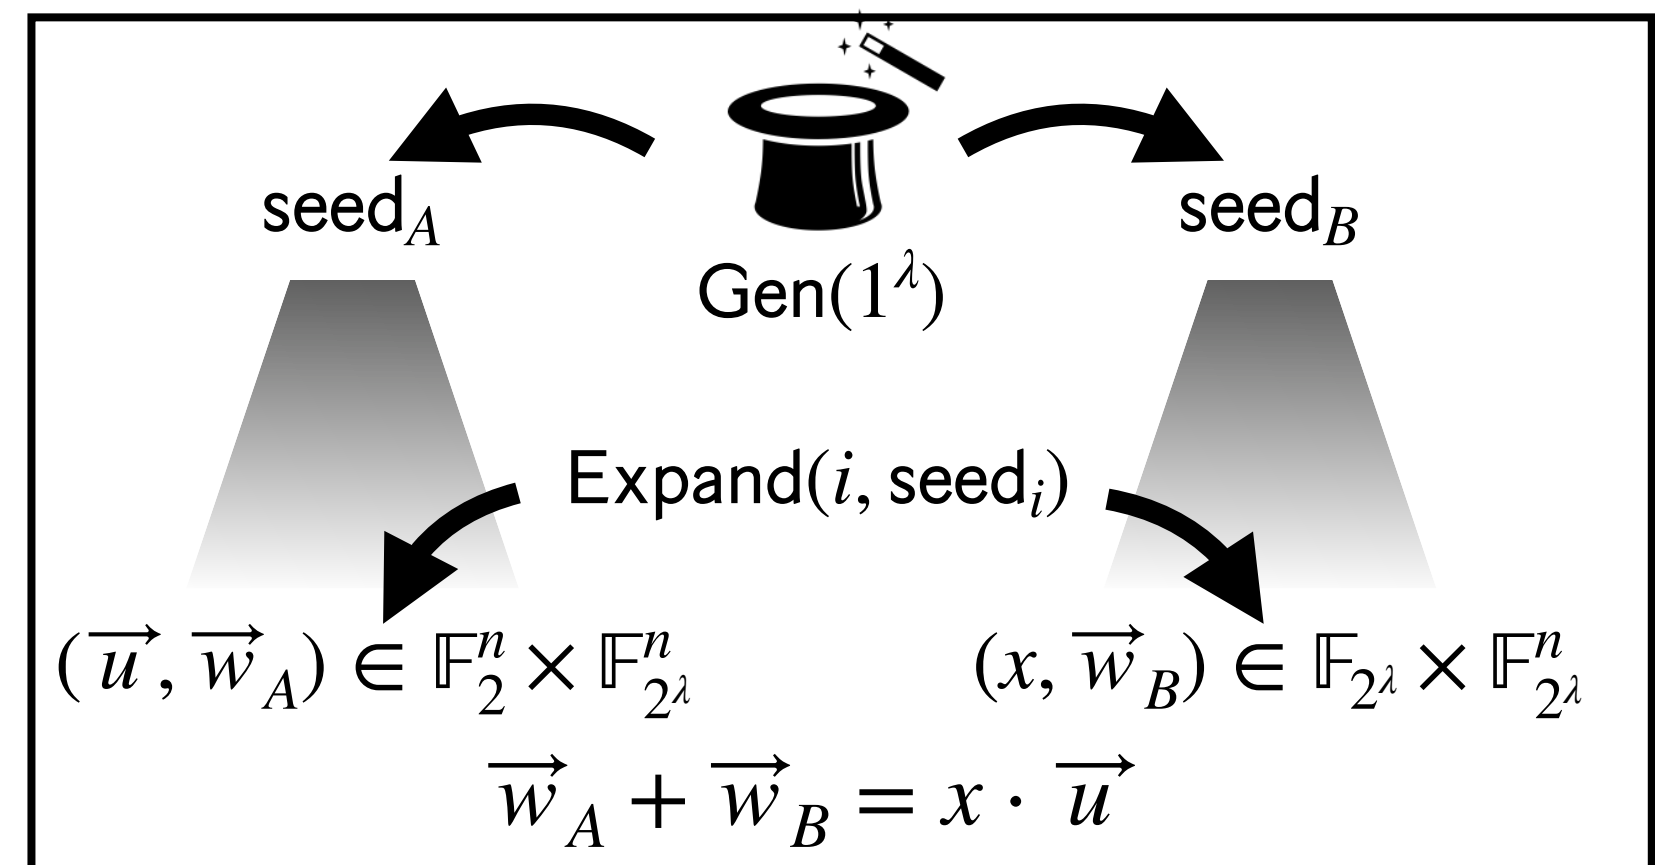 seed_A seed_B
Gen(1^λ)
Expand(i, seed_i)
(u⃗, w⃗_A) ∈ 𝔽_2^n × 𝔽_{2^λ}^n (x, w⃗_B) ∈ 𝔽_{2^λ} × 𝔽_{2^λ}^n
w⃗_A + w⃗_B = x · u⃗